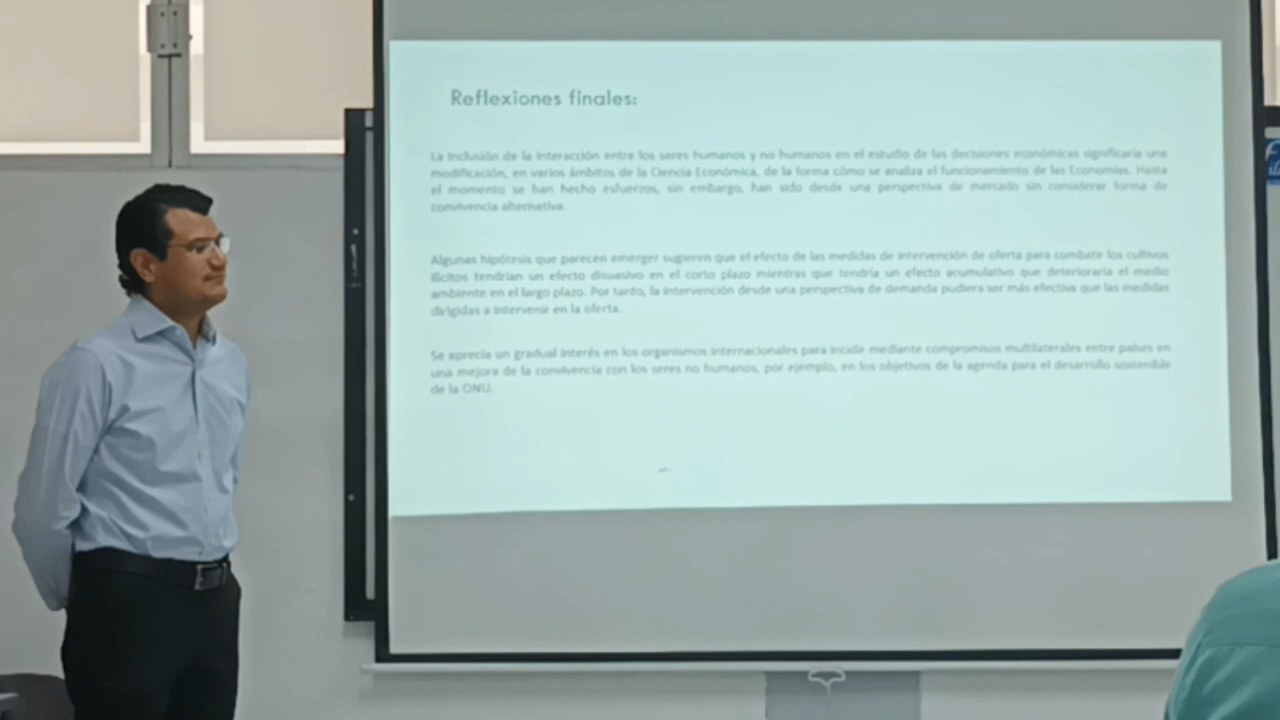 Reflexiones finales:
La inclusión de la interacción entre los seres humanos y no humanos en el estudio de las decisiones económicas significaría una
modificación, en varios ámbitos de la Ciencia Económica, de la forma cómo se analiza el funcionamiento de las Economías. Hasta
el momento se han hecho esfuerzos, sin embargo, han sido desde una perspectiva de mercado sin considerar forma de
convivencia alternativa.
Algunas hipótesis que parecen emerger sugieren que el efecto de las medidas de intervención de oferta para combatir los cultivos
ilícitos tendrían un efecto disuasivo en el corto plazo mientras que tendría un efecto acumulativo que deterioraría el medio
ambiente en el largo plazo. Por tanto, la intervención desde una perspectiva de demanda pudiera ser más efectiva que las medidas
dirigidas a intervenir en la oferta.
Se aprecia un gradual interés en los organismos internacionales para incidir mediante compromisos multilaterales entre países en
una mejora de la convivencia con los seres no humanos, por ejemplo, en los objetivos de la agenda para el desarrollo sostenible
de la ONU.